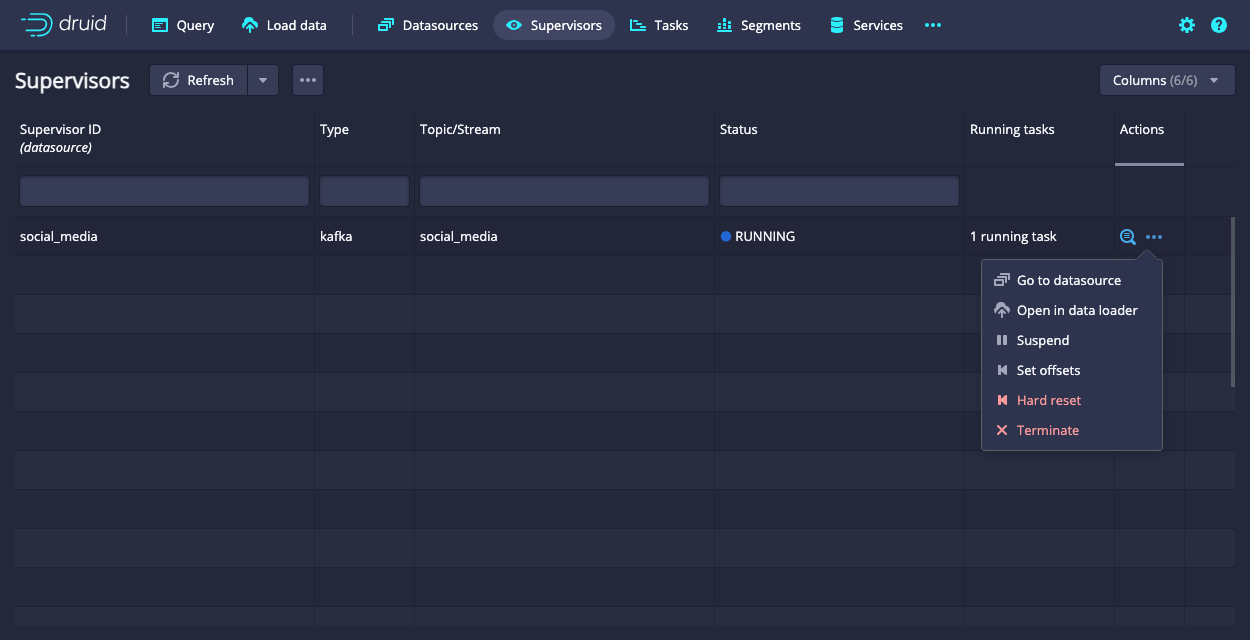 druid
Query
Load data
Datasources
Supervisors
Tasks
Segments
Services
Supervisors
Refresh
Columns (6/6)
Supervisor ID
(datasource)
Type
Topic/Stream
Status
Running tasks
Actions
social_media
kafka
social_media
RUNNING
1 running task
Go to datasource
Open in data loader
Suspend
Set offsets
Hard reset
Terminate